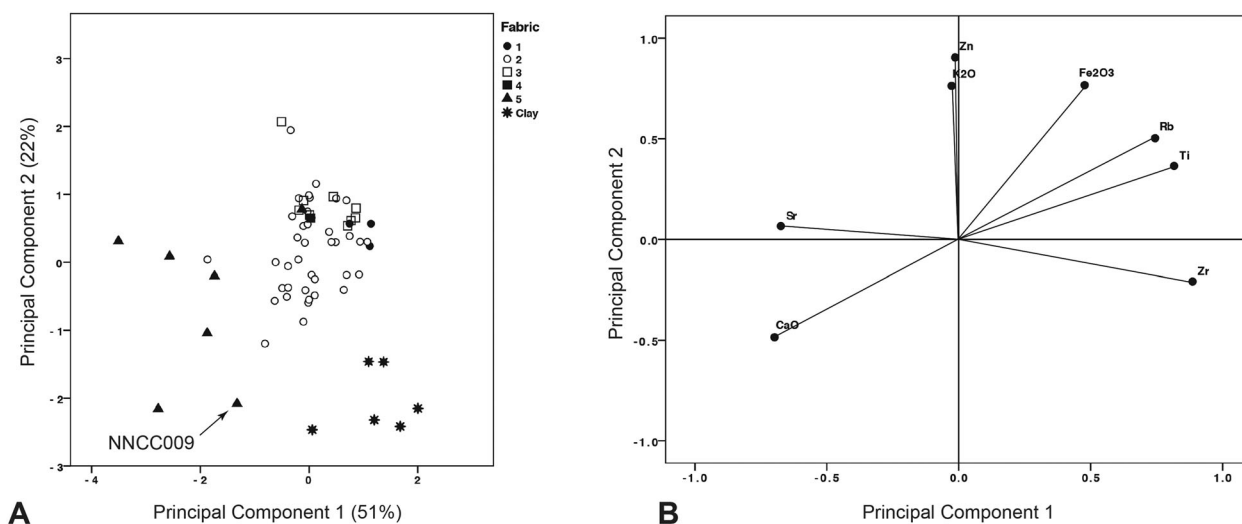 Principal Component 2 (22%)
3
2
1
0
- 1
- 2
- 3
- 4
- 2
0
2
Principal Component 1 (51%)
NNCC009
Fabric
1
2
3
4
5
Clay
A
Principal Component 2
1.0
0.5
0.0
-0.5
-1.0
-1.0
-0.5
0.0
0.5
1.0
Principal Component 1
Zn
K2O
Fe2O3
Rb
Ti
Sr
Zr
CaO
B